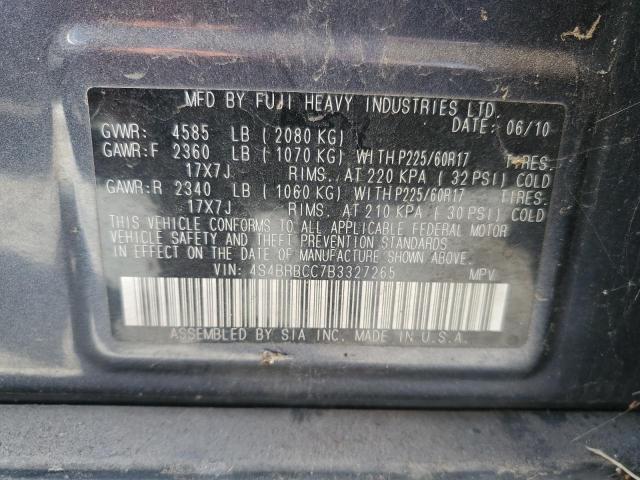 MFD BY FUJI HEAVY INDUSTRIES LTD.
DATE: 06/10
GVWR: 4585 LB ( 2080 KG)
GAWR:F 2360 LB ( 1070 KG) WITH P225/60R17 TIRES.
17X7J RIMS. AT 220 KPA ( 32 PSI) COLD
GAWR:R 2340 LB ( 1060 KG) WITH P225/60R17 TIRES.
17X7J RIMS. AT 210 KPA ( 30 PSI) COLD
THIS VEHICLE CONFORMS TO ALL APPLICABLE FEDERAL MOTOR
VEHICLE SAFETY AND THEFT PREVENTION STANDARDS
IN EFFECT ON THE DATE OF MANUFACTURE SHOWN ABOVE.
VIN: 4S4BRBCC7B3327265 MPV
ASSEMBLED BY SIA INC. MADE IN U.S.A.